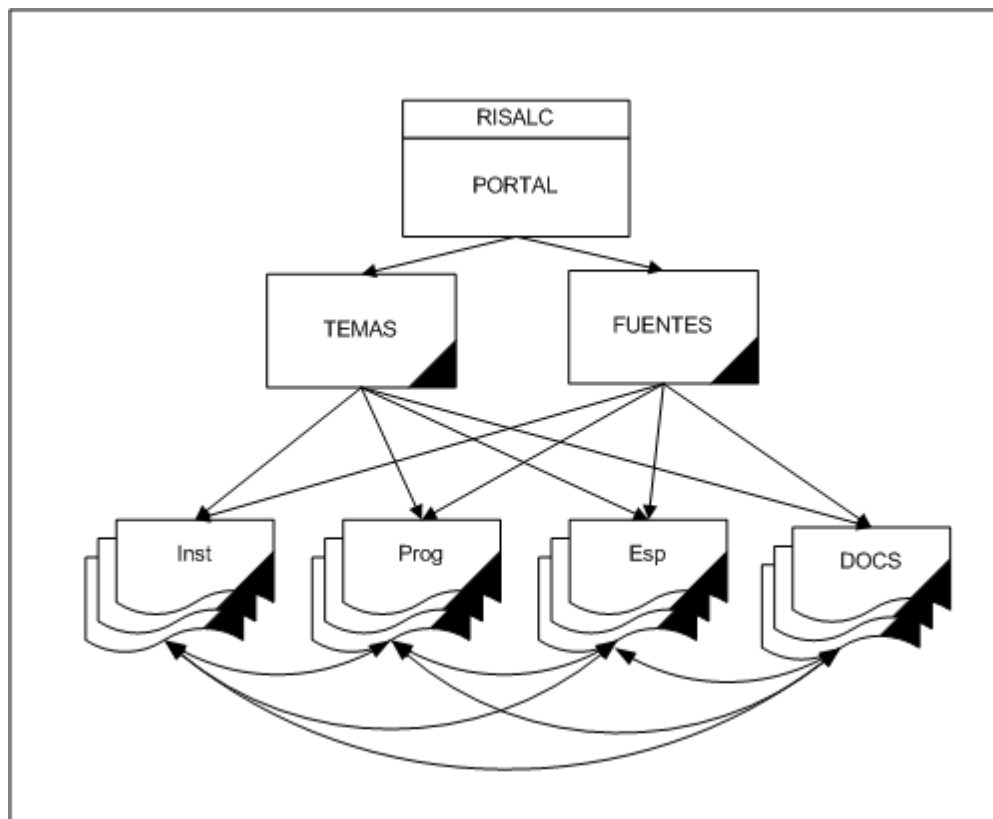 RISALC
PORTAL
TEMAS
FUENTES
Inst
Prog
Esp
DOCS